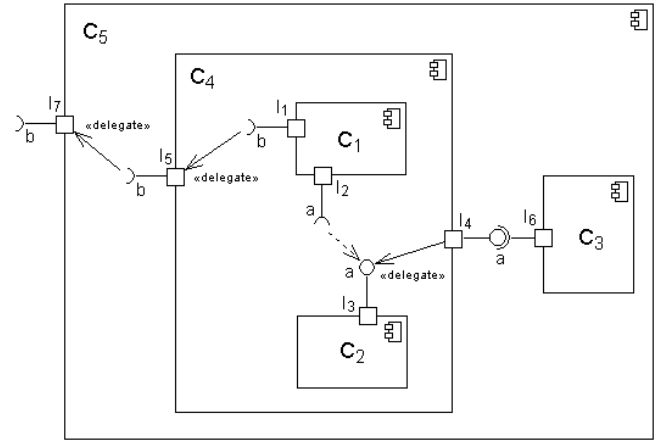 C5
C4
I7
b
«delegate»
b
I5
«delegate»
I1
b
C1
I2
a
a
I4
«delegate»
a
I6
C3
I3
C2